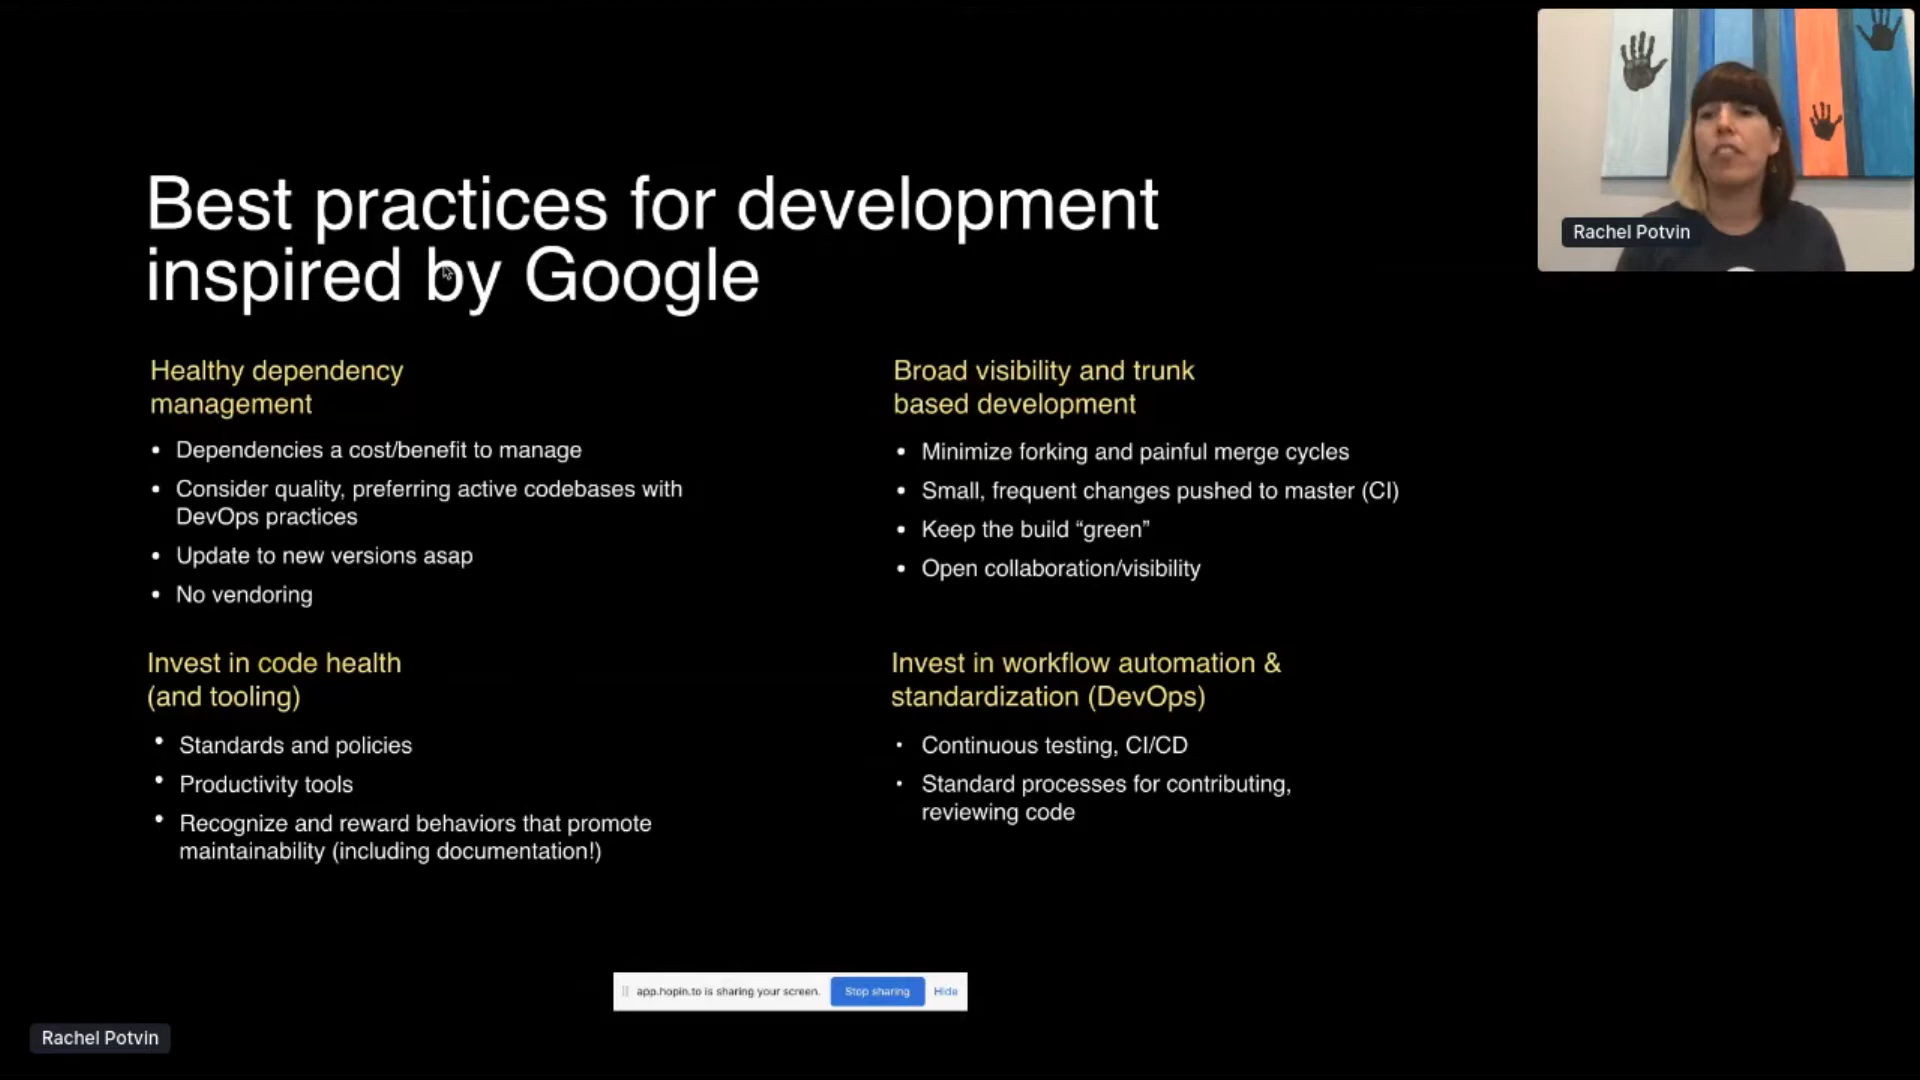 Best practices for development
inspired by Google
Healthy dependency
management
• Dependencies a cost/benefit to manage
• Consider quality, preferring active codebases with
DevOps practices
• Update to new versions asap
• No vendoring
Broad visibility and trunk
based development
• Minimize forking and painful merge cycles
• Small, frequent changes pushed to master (CI)
• Keep the build “green”
• Open collaboration/visibility
Invest in code health
(and tooling)
• Standards and policies
• Productivity tools
• Recognize and reward behaviors that promote
maintainability (including documentation!)
Invest in workflow automation &
standardization (DevOps)
• Continuous testing, CI/CD
• Standard processes for contributing,
reviewing code
Rachel Potvin
app.hopin.to is sharing your screen. Stop sharing Hide
Rachel Potvin